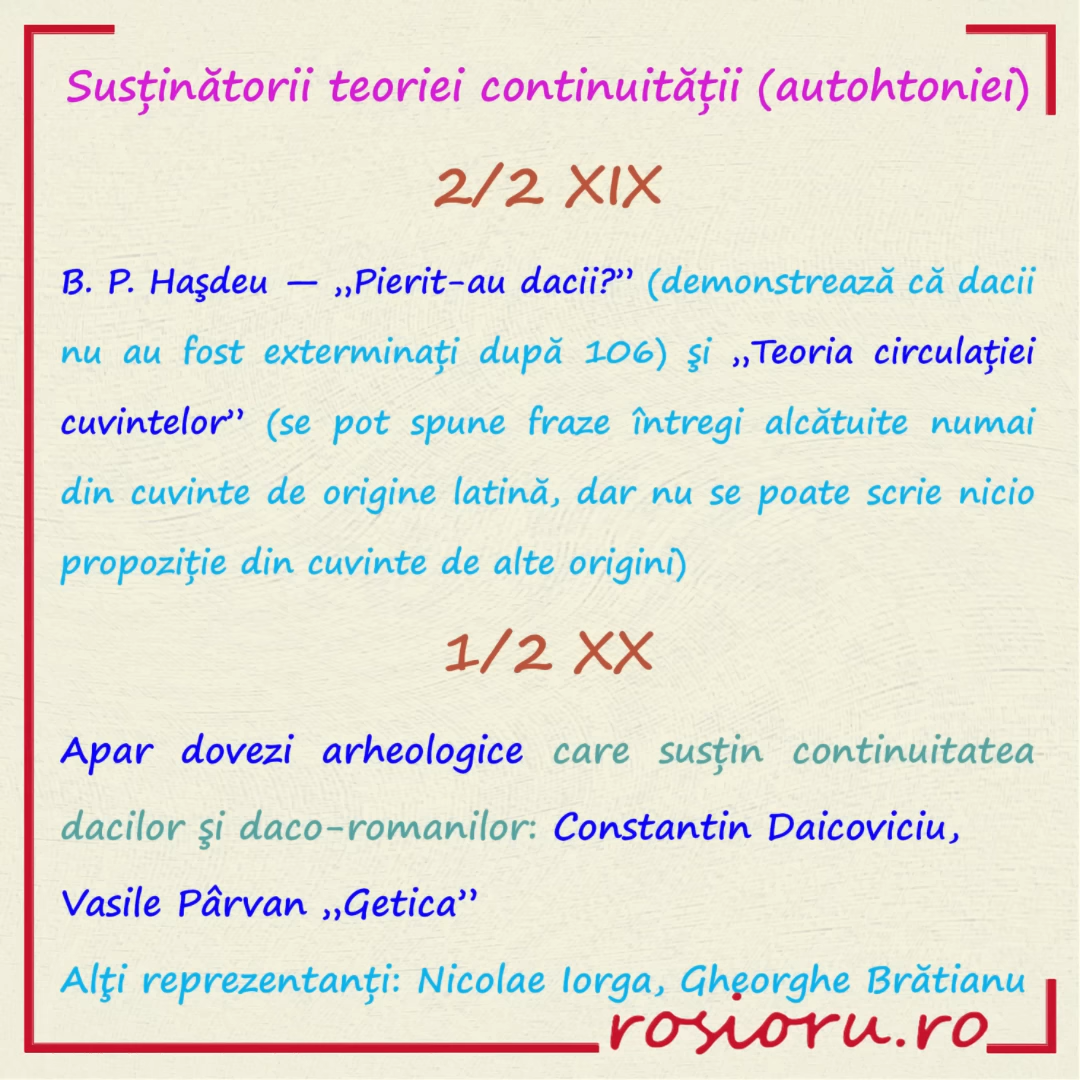 Susținătorii teoriei continuității (autohtoniei)
2/2 XIX
B. P. Haşdeu — „Pierit-au dacii?” (demonstrează că dacii
nu au fost exterminați după 106) şi „Teoria circulației
cuvintelor” (se pot spune fraze întregi alcătuite numai
din cuvinte de origine latină, dar nu se poate scrie nicio
propoziție din cuvinte de alte origini)
1/2 XX
Apar dovezi arheologice care susțin continuitatea
dacilor şi daco-romanilor: Constantin Daicoviciu,
Vasile Pârvan „Getica”
Alţi reprezentanți: Nicolae Iorga, Gheorghe Brătianu
rosioru.ro